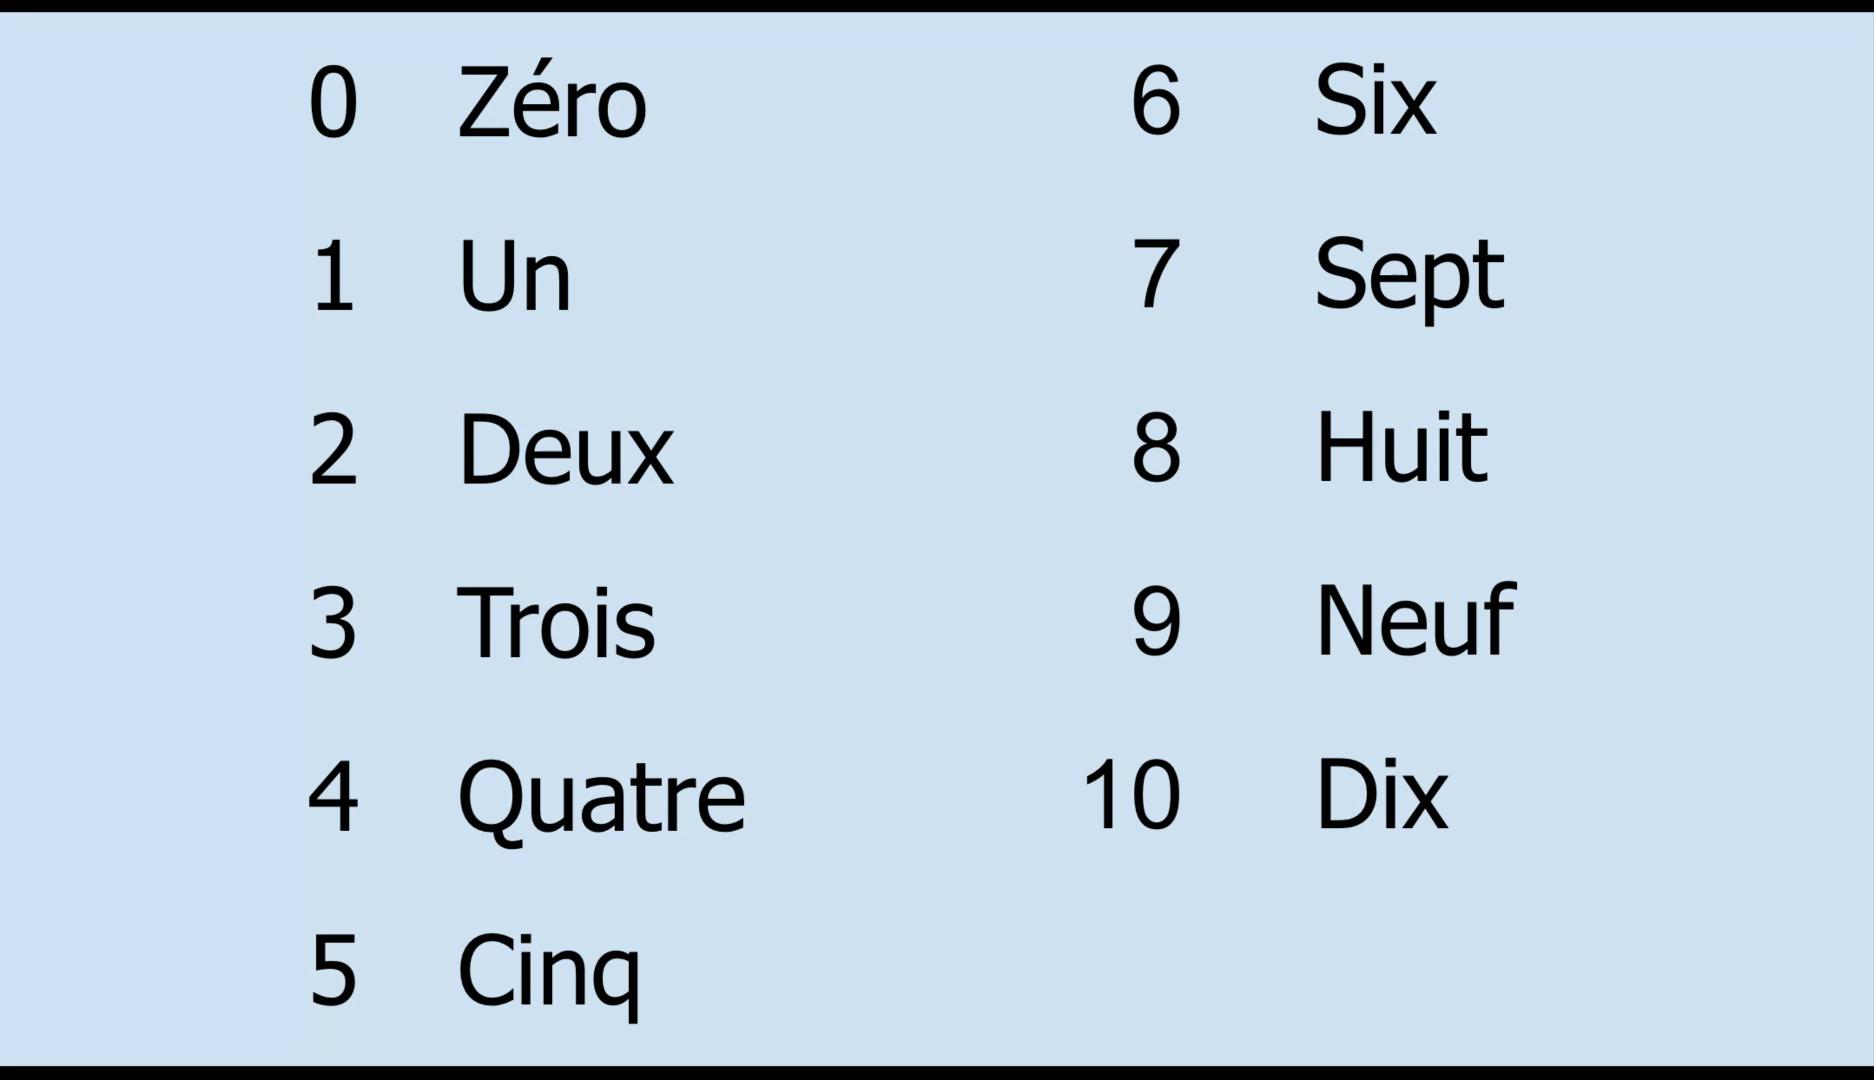 0 Zéro
1 Un
2 Deux
3 Trois
4 Quatre
5 Cinq
6 Six
7 Sept
8 Huit
9 Neuf
10 Dix